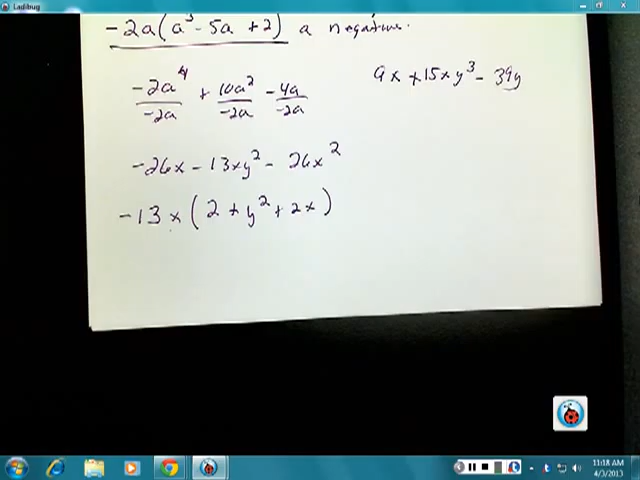 Ladibug
-2a(a³ - 5a + 2) a negative.
-2a⁴/-2a + 10a²/-2a - 4a/-2a
9x + 15xy³ - 39y
-26x - 13xy² - 26x²
-13x(2 + y² + 2x)
11:18 AM
4/3/2013